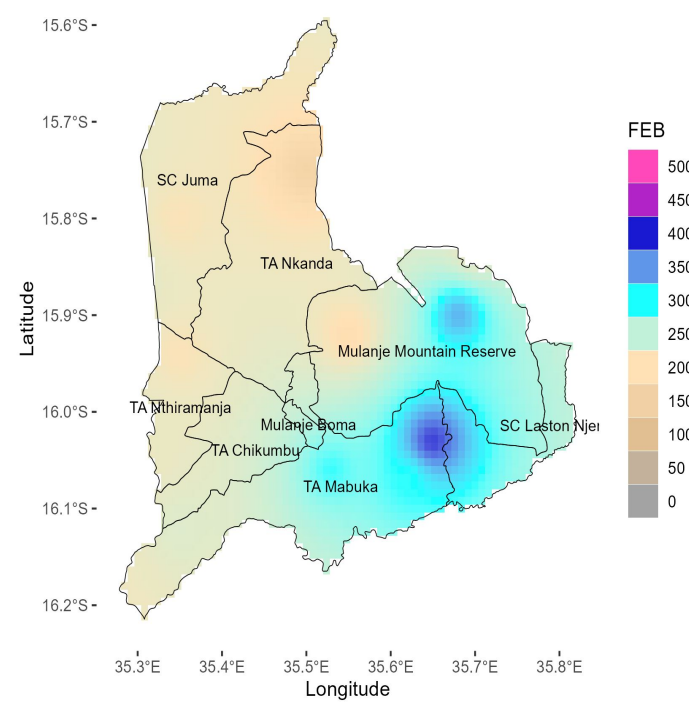 15.6°S
15.7°S
15.8°S
15.9°S
16.0°S
16.1°S
16.2°S
Latitude
SC Juma
TA Nkanda
Mulanje Mountain Reserve
TA Nthiramanja
Mulanje Boma
SC Laston Njer
TA Chikumbu
TA Mabuka
35.3°E
35.4°E
35.5°E
35.6°E
35.7°E
35.8°E
Longitude
FEB
500
450
400
350
300
250
200
150
100
50
0